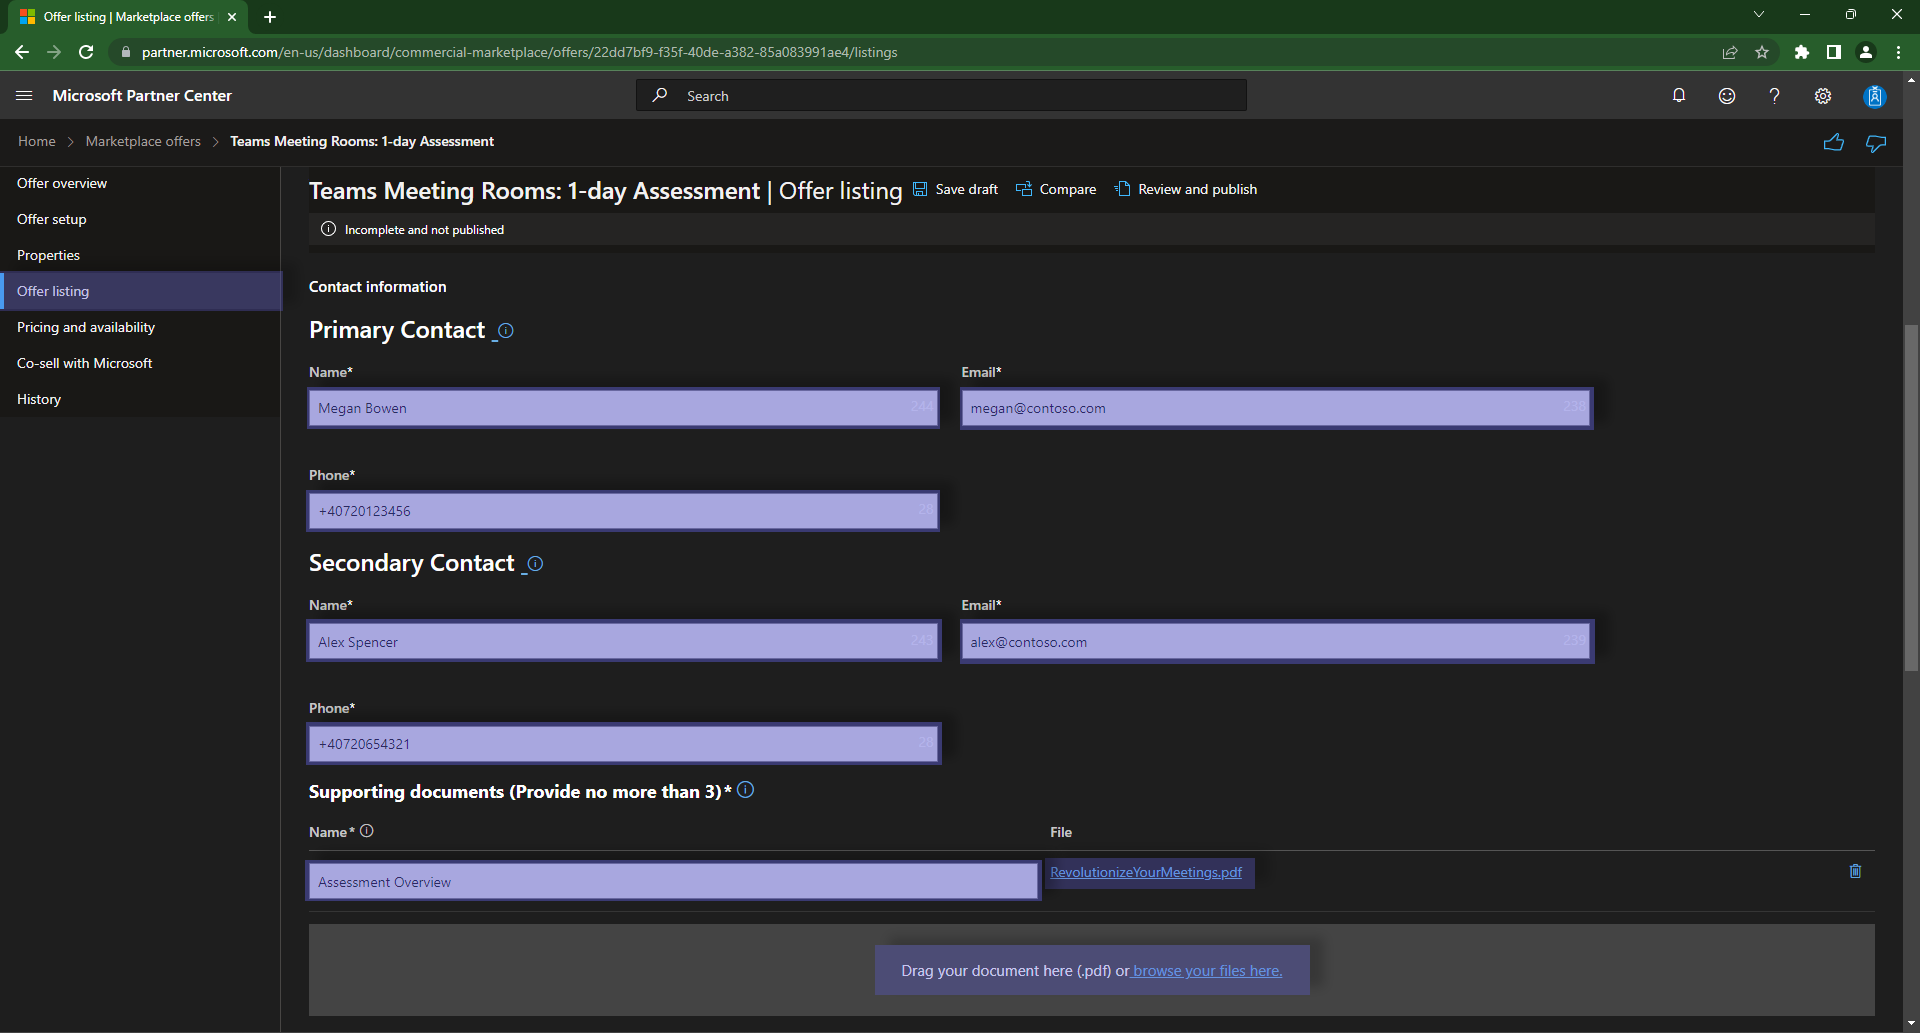 Offer listing | Marketplace offers
partner.microsoft.com/en-us/dashboard/commercial-marketplace/offers/22dd7bf9-f35f-40de-a382-85a083991ae4/listings
Microsoft Partner Center
Search
Home > Marketplace offers > Teams Meeting Rooms: 1-day Assessment
Offer overview
Offer setup
Properties
Offer listing
Pricing and availability
Co-sell with Microsoft
History
Teams Meeting Rooms: 1-day Assessment | Offer listing
Save draft
Compare
Review and publish
Incomplete and not published
Contact information
Primary Contact
Name*
Email*
Megan Bowen
244
megan@contoso.com
238
Phone*
+40720123456
28
Secondary Contact
Name*
Email*
Alex Spencer
243
alex@contoso.com
239
Phone*
+40720654321
28
Supporting documents (Provide no more than 3)*
Name*
File
Assessment Overview
RevolutionizeYourMeetings.pdf
Drag your document here (.pdf) or browse your files here.